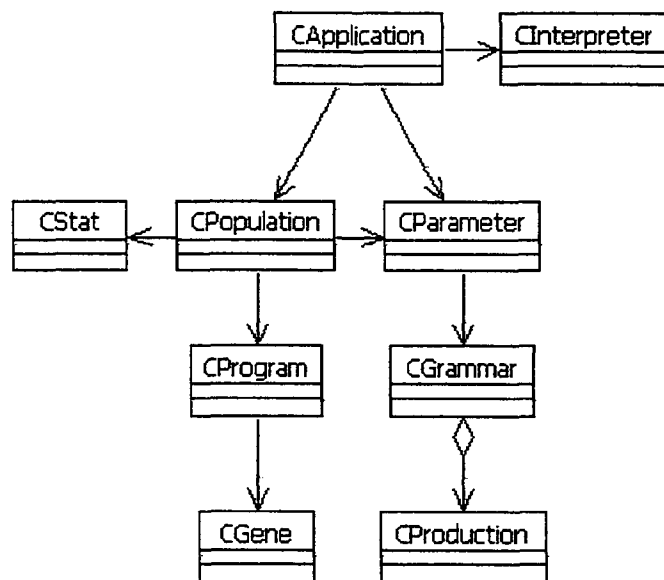 CApplication
CInterpreter
CStat
CPopulation
CParameter
CProgram
CGrammar
CGene
CProduction